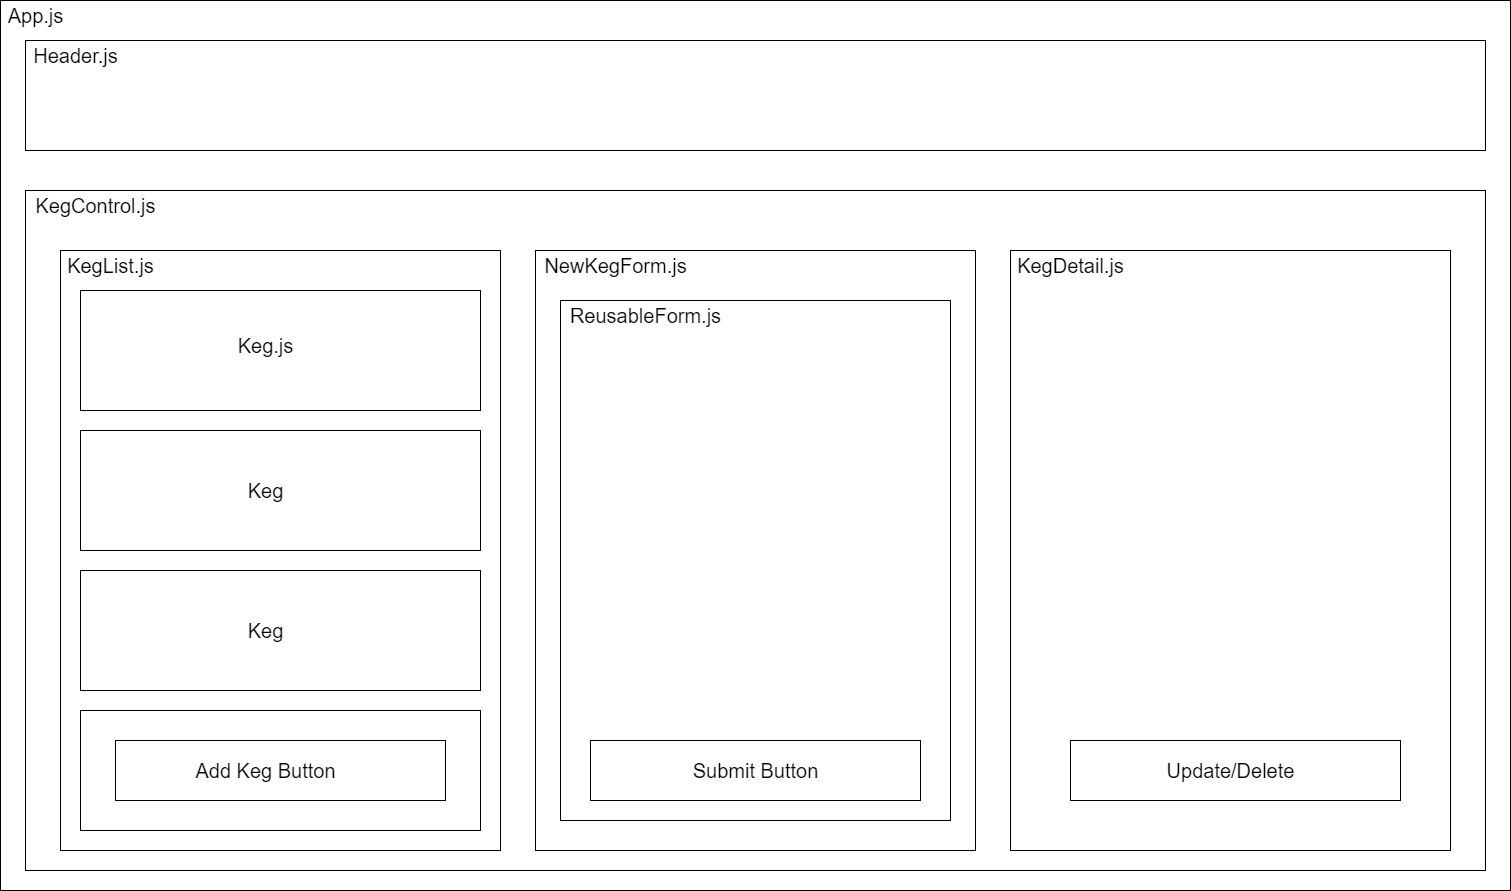 App.js
Header.js
KegControl.js
KegList.js
Keg.js
Keg
Keg
Add Keg Button
NewKegForm.js
ReusableForm.js
Submit Button
KegDetail.js
Update/Delete